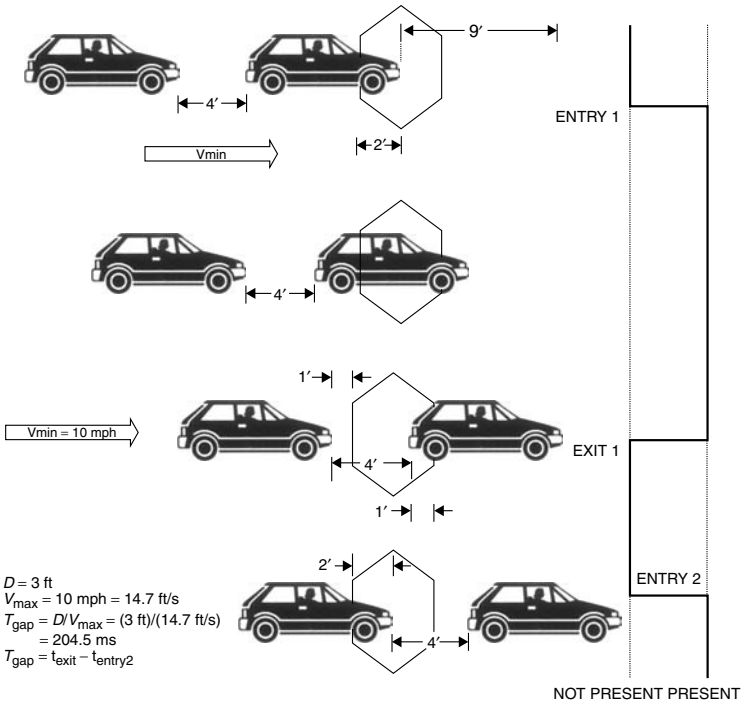 9′
4′
ENTRY 1
2′
Vmin
4′
1′
Vmin = 10 mph
EXIT 1
4′
1′
2′
ENTRY 2
D = 3 ft
Vmax = 10 mph = 14.7 ft/s
Tgap = D/Vmax = (3 ft)/(14.7 ft/s)
= 204.5 ms
4′
Tgap = texit − tentry2
NOT PRESENT PRESENT